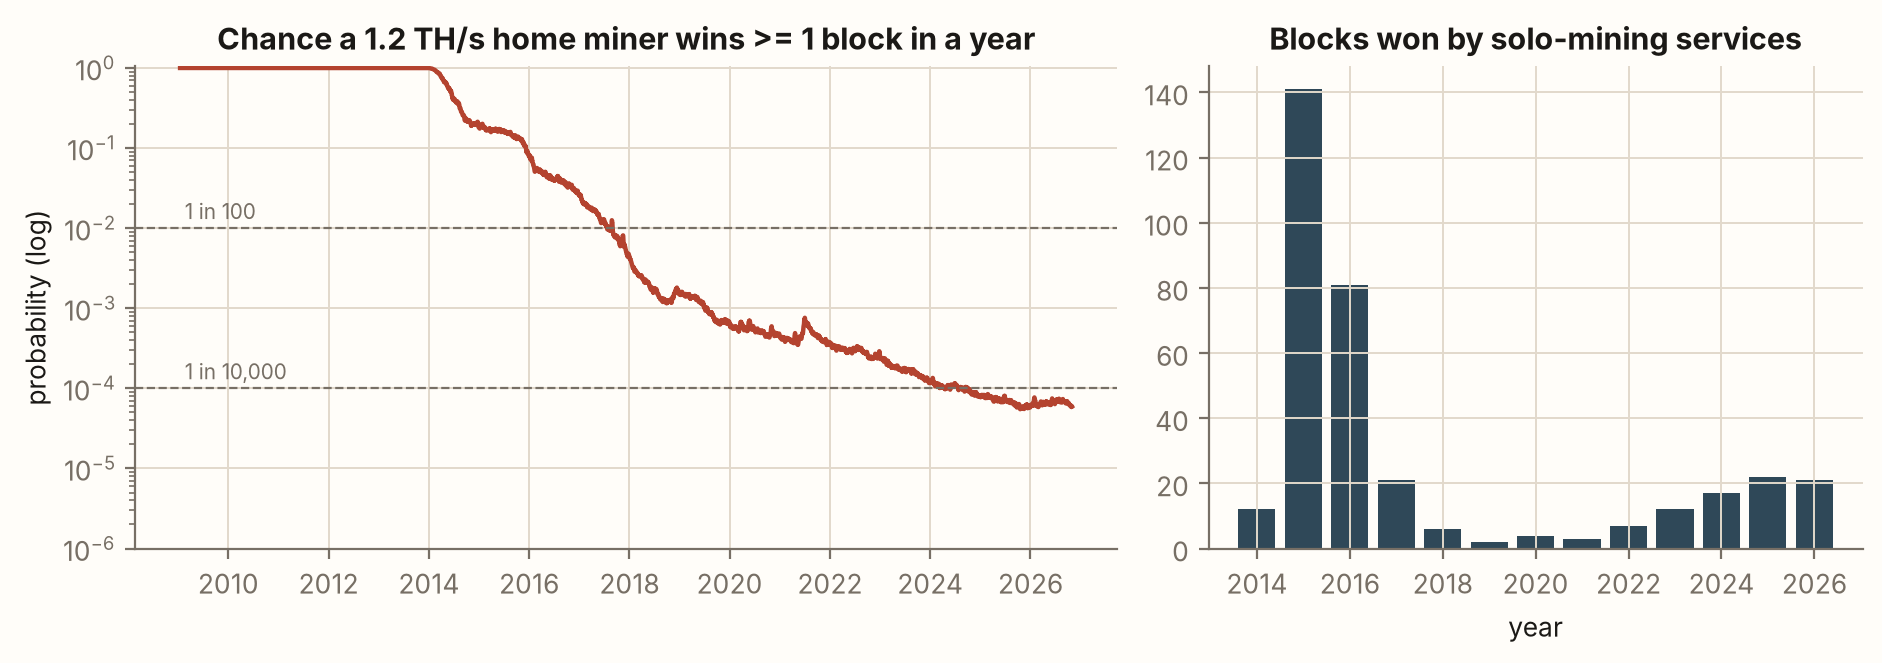 Chance a 1.2 TH/s home miner wins >= 1 block in a year
probability (log)
10⁰
10⁻¹
10⁻²
10⁻³
10⁻⁴
10⁻⁵
10⁻⁶
1 in 100
1 in 10,000
2010 2012 2014 2016 2018 2020 2022 2024 2026
Blocks won by solo-mining services
140
120
100
80
60
40
20
0
2014 2016 2018 2020 2022 2024 2026
year